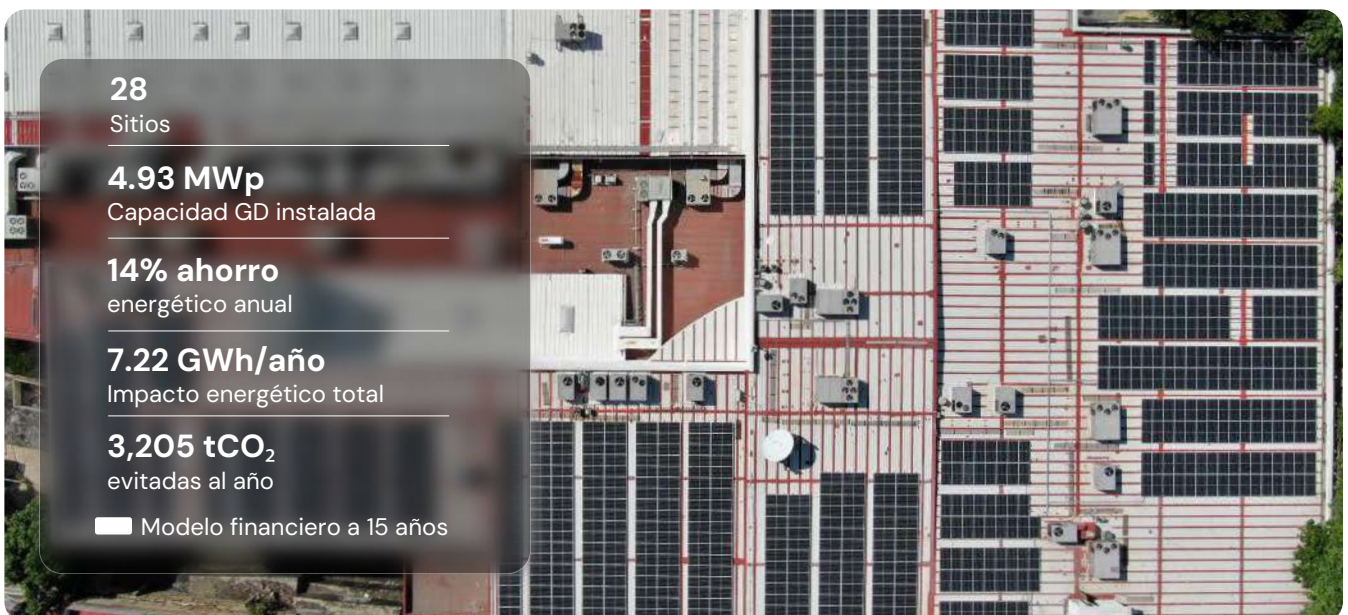 28
Sitios
4.93 MWp
Capacidad GD instalada
14% ahorro
energético anual
7.22 GWh/año
Impacto energético total
3,205 tCO₂
evitadas al año
Modelo financiero a 15 años